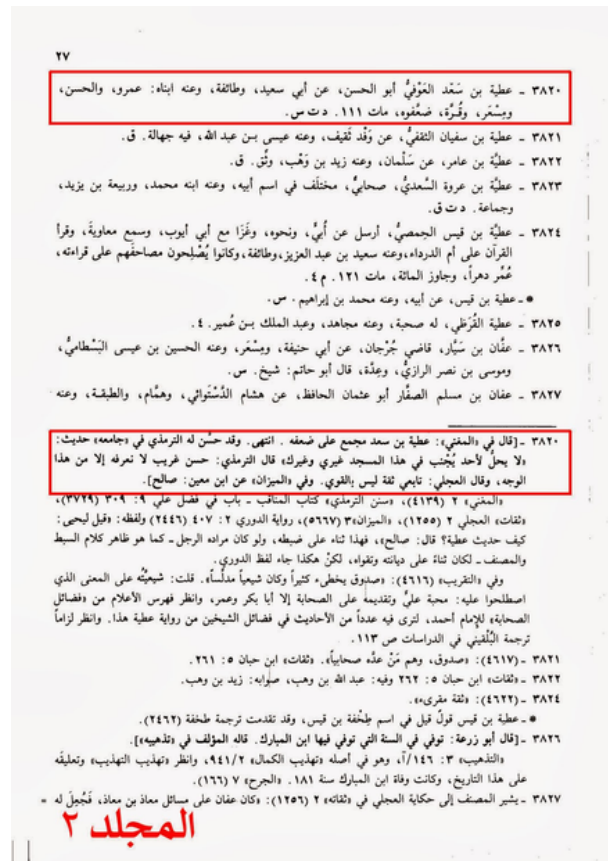 ٢٧
٣٨٢٠ ـ عطية بن سَعْد العَوْفيُّ أبو الحسن، عن أبي سعيد، وطائفة، وعنه ابناه: عمرو، والحسن،
ومِسْعَر، وقُرَّة، ضعَّفوه، مات ١١١. د ت س.
٣٨٢١ ـ عطية بن سفيان الثقفيُّ، عن وَفْد ثَقيف، وعنه عيسى بن عبد الله، فيه جهالة. ق.
٣٨٢٢ ـ عطيَّة بن عامر، عن سَلْمان، وعنه زيد بن وَهْب، وثِّق. ق.
٣٨٢٣ ـ عطيَّة بن عروة السَّعديُّ، صحابيٌّ، مختلَف في اسم أبيه، وعنه ابنه محمد، وربيعة بن يزيد،
وجماعة. د ت ق.
٣٨٢٤ ـ عطيَّة بن قيس الحِمصيُّ، أرسل عن أُبيٍّ، ونحوه، وغَزَا مع أبي أيوب، وسمع معاويةَ، وقرأ
القرآن على أم الدرداء، وعنه سعيد بن عبد العزيز، وطائفة، وكانوا يُصْلِحون مصاحفَهم على قراءته،
عُمِّر دهراً، وجاوز المائة، مات ١٢١. م ٤.
● ـ عطية بن قيس، عن أبيه، وعنه محمد بن إبراهيم. س.
٣٨٢٥ ـ عطية القُرَظي، له صحبة، وعنه مجاهد، وعبد الملك بن عُمير. ٤.
٣٨٢٦ ـ عفَّان بن سَيَّار، قاضي جُرْجان، عن أبي حنيفة، ومِسْعَر، وعنه الحسين بن عيسى البَسْطاميُّ،
وموسى بن نصر الرازيُّ، وعِدَّة، قال أبو حاتم: شيخ. س.
٣٨٢٧ ـ عفان بن مسلم الصفَّار أبو عثمان الحافظ، عن هشام الدَّسْتَوائي، وهمَّام، والطبقة، وعنه
٣٨٢٠ ـ [قال في «المغني»: عطية بن سعد مجمع على ضعفه. انتهى. وقد حسَّن له الترمذي في «جامعه» حديث:
«لا يحلُّ لأحد يُجْنب في هذا المسجد غيري وغيرك» قال الترمذي: حسن غريب لا نعرفه إلا من هذا
الوجه، وقال العجلي: تابعي ثقة ليس بالقوي. وفي «الميزان» عن ابن معين: صالح].
«المغني» ٢ (٤١٣٩)، «سنن الترمذي» كتاب المناقب ـ باب في فضل علي ٩: ٣٠٩ (٣٧٢٩)،
«ثقات» العجلي ٢ (١٢٥٥)، «الميزان» ٣ (٥٦٦٧)، رواية الدوري ٢: ٤٠٧ (٢٤٤٦) ولفظه: «قيل ليحيى:
كيف حديث عطية؟ قال: صالح»، فهذا ثناء على ضبطه، ولو كان مراده الرجل ـ كما هو ظاهر كلام السبط
والمصنف ـ لكان ثناءً على ديانته وتقواه، لكنْ هكذا جاء لفظ الدوري.
وفي «التقريب» (٤٦١٦): «صدوق يخطىء كثيراً وكان شيعياً مدلِّساً». قلت: شيعيَّتُه على المعنى الذي
اصطلحوا عليه: محبة عليٍّ وتقديمه على الصحابة إلا أبا بكر وعمر، وانظر فهرس الأعلام من «فضائل
الصحابة» للإمام أحمد، لترى فيه عدداً من الأحاديث في فضائل الشيخين من رواية عطية هذا. وانظر لزاماً
ترجمة البُلْقيني في الدراسات ص ١١٣.
٣٨٢١ ـ (٤٦١٧): «صدوق، وهم مَنْ عدَّه صحابياً». «ثقات» ابن حبان ٥: ٢٦١.
٣٨٢٢ ـ «ثقات» ابن حبان ٥: ٢٦٢ وفيه: عبد الله بن وهب، صوابه: زيد بن وهب.
٣٨٢٤ ـ (٤٦٢٢): «ثقة مقرىء».
● ـ عطية بن قيس قولٌ قيل في اسم طِخْفة بن قيس، وقد تقدمت ترجمة طخفة (٢٤٦٢).
٣٨٢٦ ـ [قال أبو زرعة: توفي في السنة التي توفي فيها ابن المبارك. قاله المؤلف في «تذهيبه»].
«التذهيب» ٣: ١٤٦/آ، وهو في أصله «تهذيب الكمال» ٩٤١/٢، وانظر «تهذيب التهذيب» وتعليقَه
على هذا التاريخ، وكانت وفاة ابن المبارك سنة ١٨١. «الجرح» ٧ (١٦٦).
٣٨٢٧ ـ يشير المصنف إلى حكاية العجلي في «ثقاته» ٢ (١٢٥٦): «وكان عفان على مسائل معاذ بن معاذ، فَجُعِلَ له =
المجلد ٢